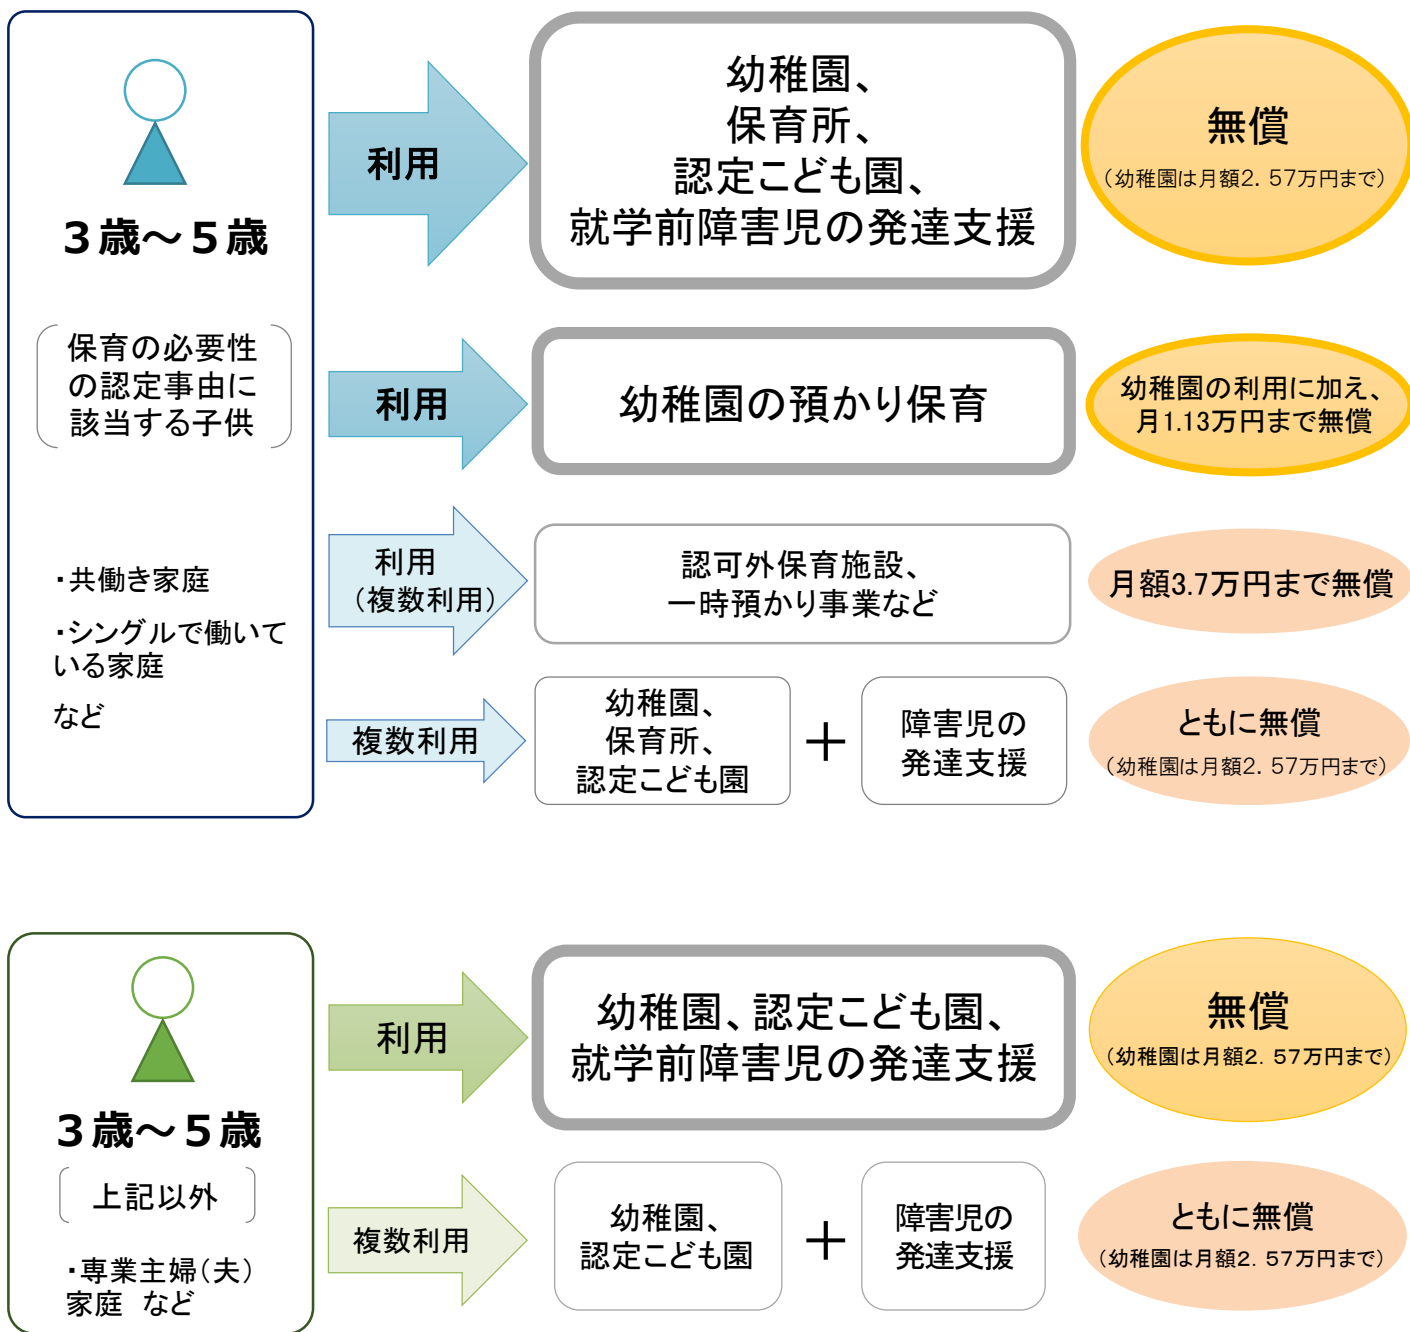 ３歳～５歳
保育の必要性
の認定事由に
該当する子供
・共働き家庭
・シングルで働いて
いる家庭
など
利用
幼稚園、
保育所、
認定こども園、
就学前障害児の発達支援
無償
（幼稚園は月額２．５７万円まで）
利用
幼稚園の預かり保育
幼稚園の利用に加え、
月1.13万円まで無償
利用
（複数利用）
認可外保育施設、
一時預かり事業など
月額3.7万円まで無償
複数利用
幼稚園、
保育所、
認定こども園
＋
障害児の
発達支援
ともに無償
（幼稚園は月額２．５７万円まで）
３歳～５歳
上記以外
・専業主婦（夫）
家庭　など
利用
幼稚園、認定こども園、
就学前障害児の発達支援
無償
（幼稚園は月額２．５７万円まで）
複数利用
幼稚園、
認定こども園
＋
障害児の
発達支援
ともに無償
（幼稚園は月額２．５７万円まで）